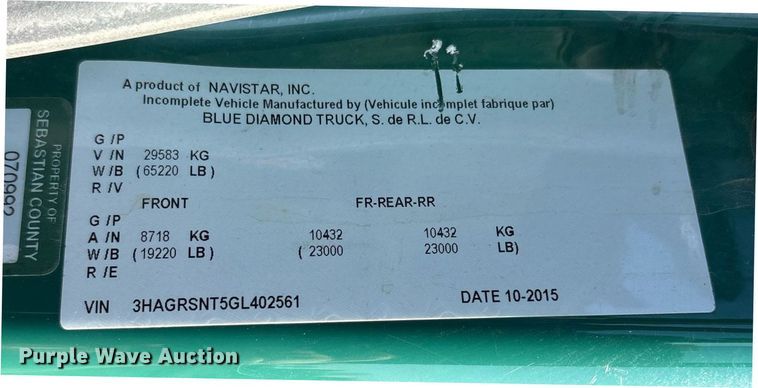 A product of NAVISTAR, INC.
Incomplete Vehicle Manufactured by (Vehicule incomplet fabrique par)
BLUE DIAMOND TRUCK, S. de R.L. de C.V.
G /P
V /N 29583 KG
W/B (65220 LB)
R /V
FRONT FR-REAR-RR
G /P
A /N 8718 KG 10432 10432 KG
W/B (19220 LB) ( 23000 23000 LB)
R /E
VIN 3HAGRSNT5GL402561 DATE 10-2015
PROPERTY OF
SEBASTIAN COUNTY
070992
Purple Wave Auction